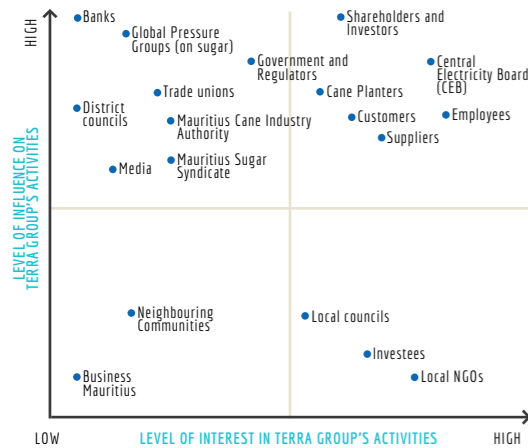 HIGH
Banks
Global Pressure
Groups (on sugar)
Shareholders and
Investors
Government and
Regulators
Central
Electricity Board
(CEB)
Trade unions
Cane Planters
District
councils
Mauritius Cane Industry
Authority
Customers
Employees
Suppliers
Media
Mauritius Sugar
Syndicate
LEVEL OF INFLUENCE ON
TERRA GROUP'S ACTIVITIES
Neighbouring
Communities
Local councils
Investees
Business
Mauritius
Local NGOs
LOW
LEVEL OF INTEREST IN TERRA GROUP'S ACTIVITIES
HIGH